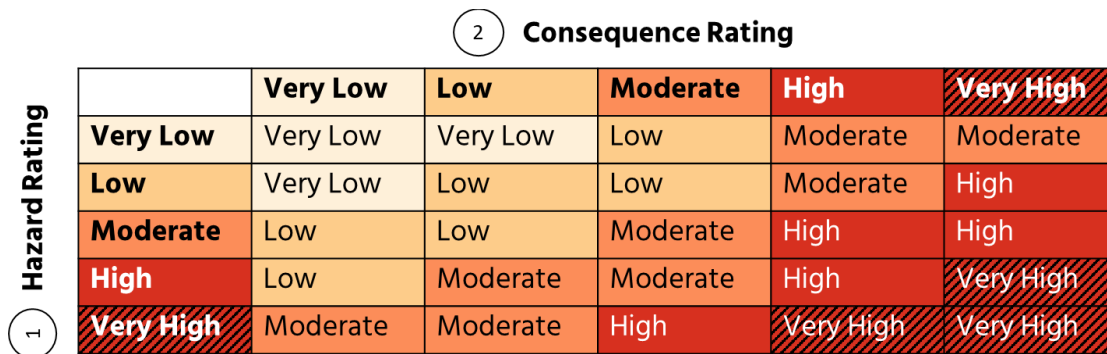 2 Consequence Rating
Very Low Low Moderate High Very High
Very Low Very Low Very Low Low Moderate Moderate
Low Very Low Low Low Moderate High
Moderate Low Low Moderate High High
High Low Moderate Moderate High Very High
Very High Moderate Moderate High Very High Very High
1 Hazard Rating